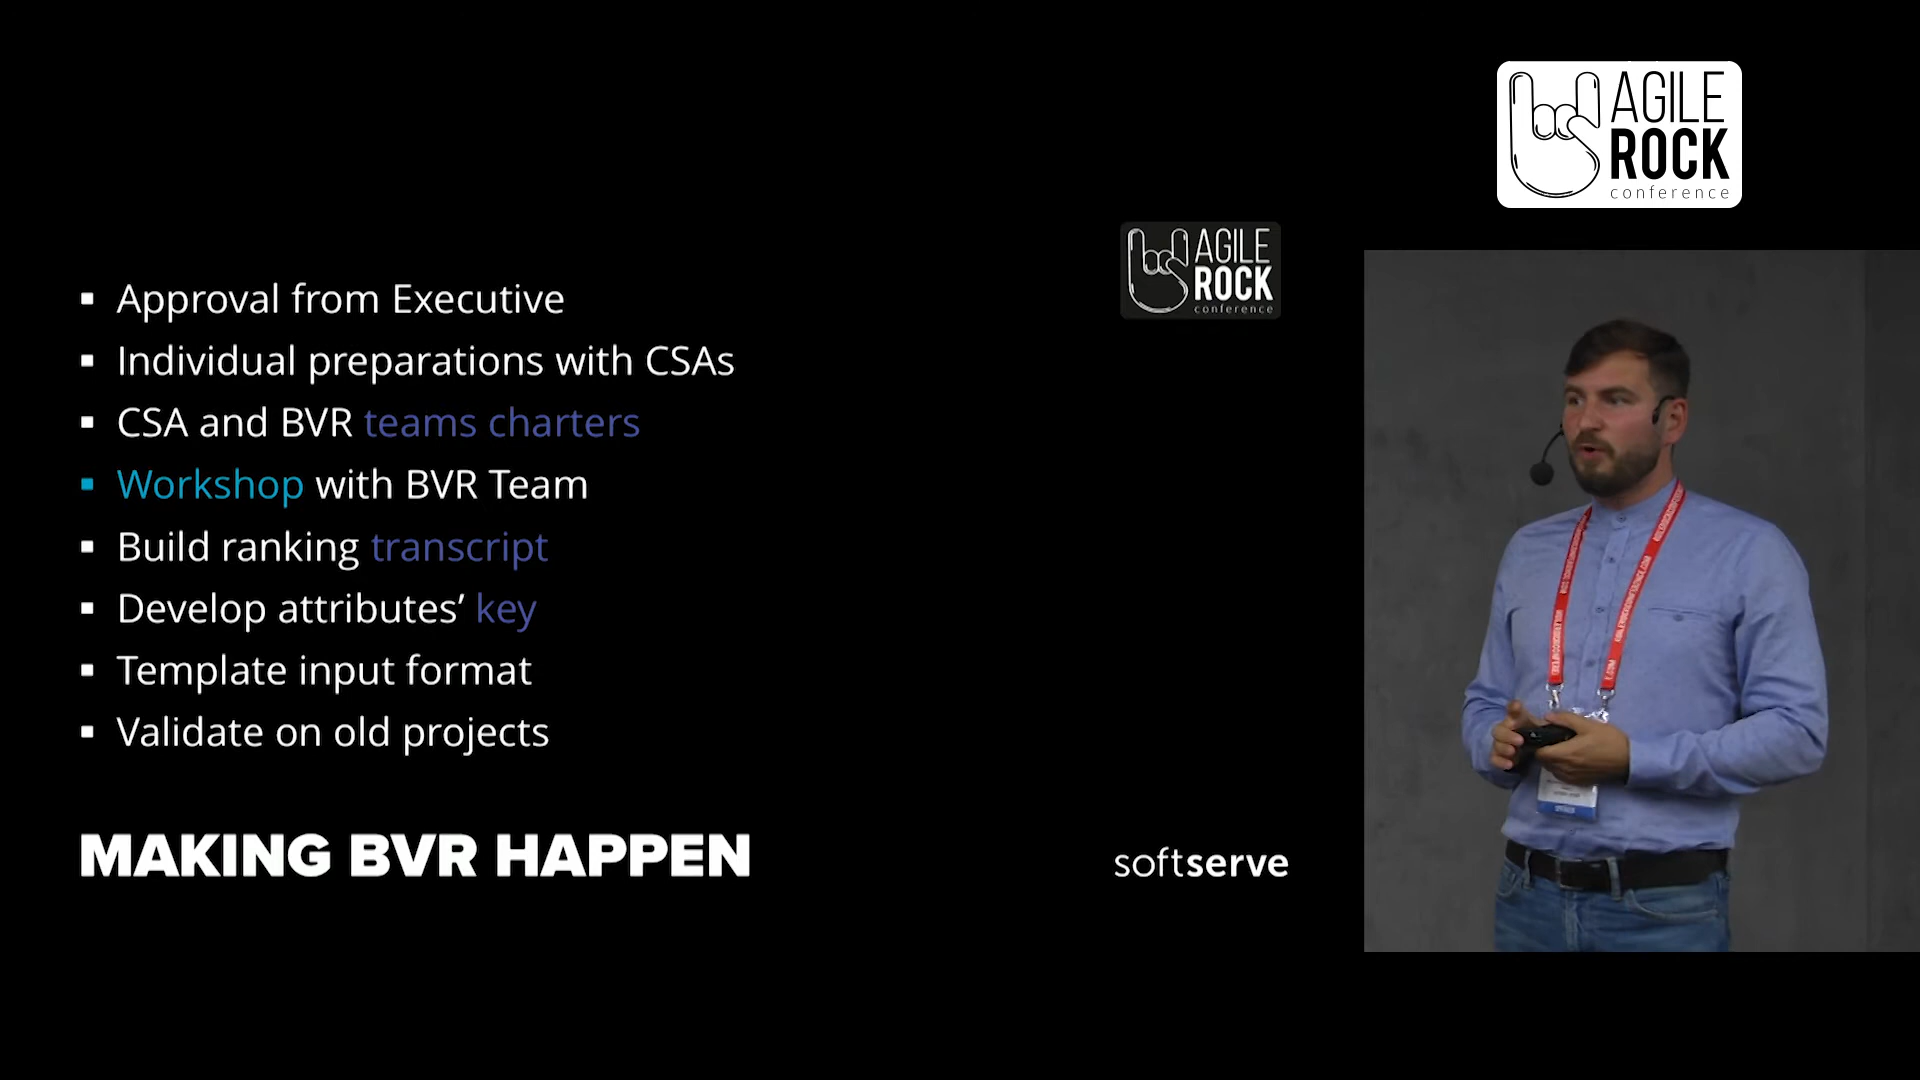 AGILE
ROCK
conference
AGILE
ROCK
conference
▪ Approval from Executive
▪ Individual preparations with CSAs
▪ CSA and BVR teams charters
▪ Workshop with BVR Team
▪ Build ranking transcript
▪ Develop attributes’ key
▪ Template input format
▪ Validate on old projects
MAKING BVR HAPPEN
softserve